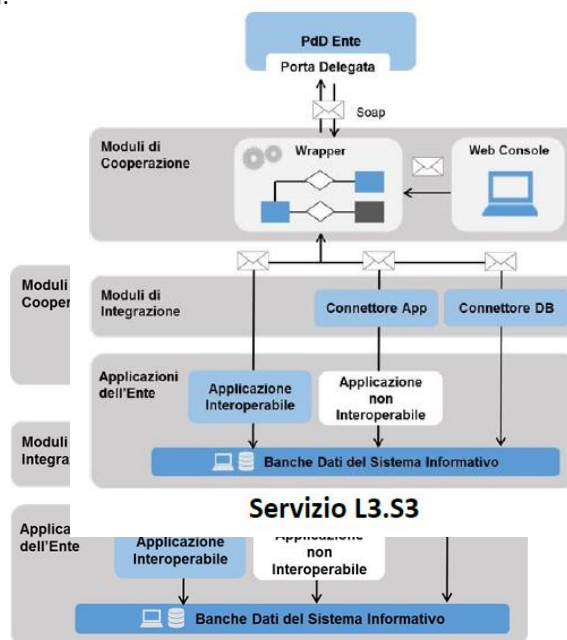 PdD Ente
Porta Delegata
Soap
Moduli di
Cooperazione
Wrapper
Web Console
Moduli di
Integrazione
Connettore App
Connettore DB
Applicazioni
dell'Ente
Applicazione
Interoperabile
Applicazione
non
Interoperabile
Banche Dati del Sistema Informativo
Servizio L3.S3
Moduli
Cooper
Moduli
Integra
Applica
dell'Ente
Applicazione
Interoperabile
Applicazione
non
Interoperabile
Banche Dati del Sistema Informativo